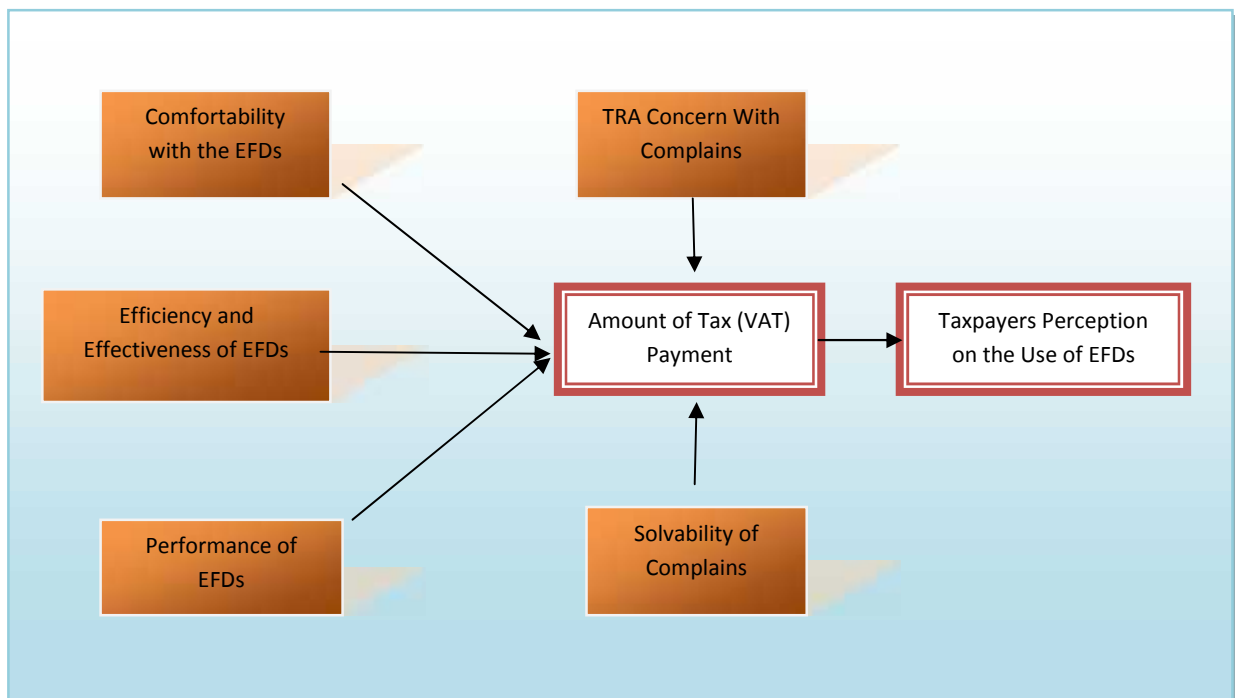 Comfortability
with the EFDs
TRA Concern With
Complains
Efficiency and
Effectiveness of EFDs
Amount of Tax (VAT)
Payment
Taxpayers Perception
on the Use of EFDs
Performance of
EFDs
Solvability of
Complains